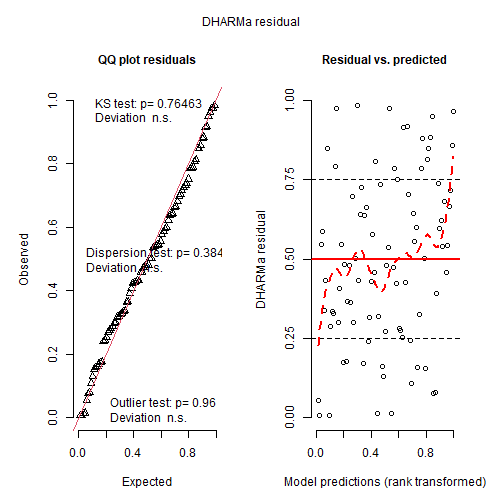 DHARMa residual
QQ plot residuals
KS test: p= 0.76463
Deviation n.s.
Dispersion test: p= 0.384
Deviation n.s.
Outlier test: p= 0.96
Deviation n.s.
Observed
0.0 0.2 0.4 0.6 0.8 1.0
0.0 0.4 0.8
Expected
Residual vs. predicted
DHARMa residual
0.00 0.25 0.50 0.75 1.00
0.0 0.4 0.8
Model predictions (rank transformed)